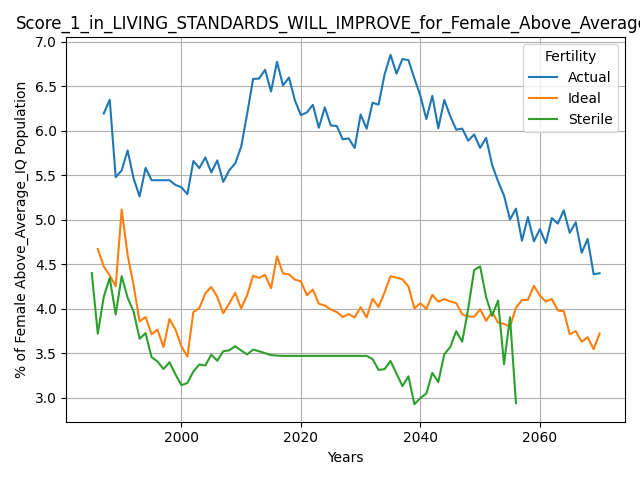 Score_1_in_LIVING_STANDARDS_WILL_IMPROVE_for_Female_Above_Average
7.0
6.5
6.0
5.5
5.0
4.5
4.0
3.5
3.0
% of Female Above_Average_IQ Population
Fertility
Actual
Ideal
Sterile
2000
2020
2040
2060
Years